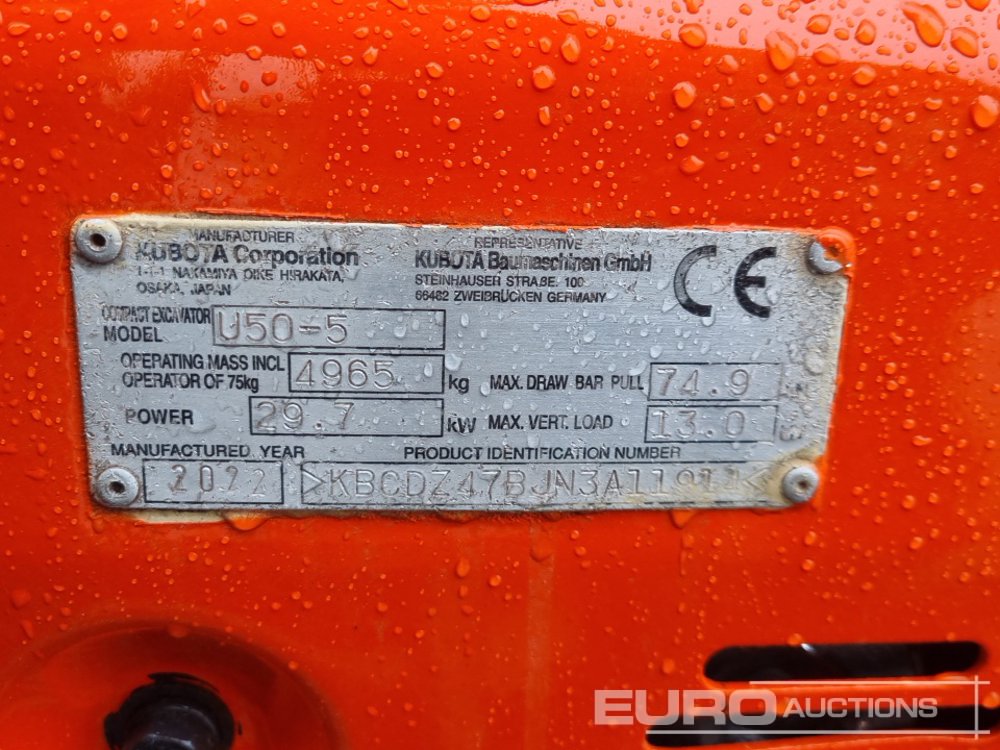 MANUFACTURER
KUBOTA Corporation
1-1-1 NAKAMIYA OIKE HIRAKATA,
OSAKA, JAPAN
REPRESENTATIVE
KUBOTA Baumaschinen GmbH
STEINHAUSER STRAßE 100
66482 ZWEIBRÜCKEN GERMANY
CE
COMPACT EXCAVATOR
MODEL U50-5
OPERATING MASS INCL
OPERATOR OF 75kg 4965 kg
MAX. DRAW BAR PULL 74.9
POWER 29.7 kW
MAX. VERT. LOAD 13.0
MANUFACTURED YEAR
2022
PRODUCT IDENTIFICATION NUMBER
EURO AUCTIONS